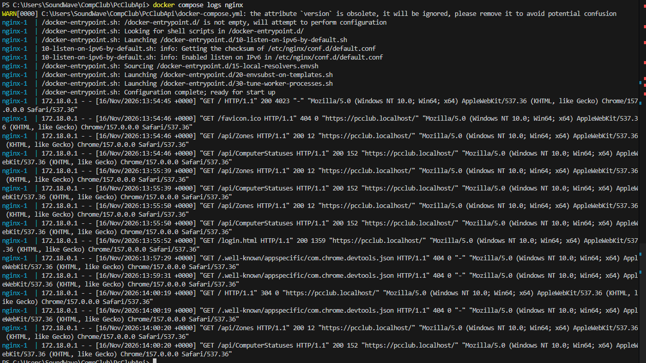 PS C:\Users\SoundWave\CompClub\PcClubApi> docker compose logs nginx
WARN[0000] C:\Users\SoundWave\CompClub\PcClubApi\docker-compose.yml: the attribute `version` is obsolete, it will be ignored, please remove it to avoid potential confusion
nginx-1 | /docker-entrypoint.sh: /docker-entrypoint.d/ is not empty, will attempt to perform configuration
nginx-1 | /docker-entrypoint.sh: Looking for shell scripts in /docker-entrypoint.d/
nginx-1 | /docker-entrypoint.sh: Launching /docker-entrypoint.d/10-listen-on-ipv6-by-default.sh
nginx-1 | 10-listen-on-ipv6-by-default.sh: info: Getting the checksum of /etc/nginx/conf.d/default.conf
nginx-1 | 10-listen-on-ipv6-by-default.sh: info: Enabled listen on IPv6 in /etc/nginx/conf.d/default.conf
nginx-1 | /docker-entrypoint.sh: Sourcing /docker-entrypoint.d/15-local-resolvers.envsh
nginx-1 | /docker-entrypoint.sh: Launching /docker-entrypoint.d/20-envsubst-on-templates.sh
nginx-1 | /docker-entrypoint.sh: Launching /docker-entrypoint.d/30-tune-worker-processes.sh
nginx-1 | /docker-entrypoint.sh: Configuration complete; ready for start up
nginx-1 | 172.18.0.1 - - [16/Nov/2026:13:54:45 +0000] "GET / HTTP/1.1" 200 4023 "-" "Mozilla/5.0 (Windows NT 10.0; Win64; x64) AppleWebKit/537.36 (KHTML, like Gecko) Chrome/157
.0.0.0 Safari/537.36"
nginx-1 | 172.18.0.1 - - [16/Nov/2026:13:54:46 +0000] "GET /favicon.ico HTTP/1.1" 404 0 "https://pcclub.localhost/" "Mozilla/5.0 (Windows NT 10.0; Win64; x64) AppleWebKit/537.3
6 (KHTML, like Gecko) Chrome/157.0.0.0 Safari/537.36"
nginx-1 | 172.18.0.1 - - [16/Nov/2026:13:54:46 +0000] "GET /api/Zones HTTP/1.1" 200 12 "https://pcclub.localhost/" "Mozilla/5.0 (Windows NT 10.0; Win64; x64) AppleWebKit/537.36
(KHTML, like Gecko) Chrome/157.0.0.0 Safari/537.36"
nginx-1 | 172.18.0.1 - - [16/Nov/2026:13:54:46 +0000] "GET /api/ComputerStatuses HTTP/1.1" 200 152 "https://pcclub.localhost/" "Mozilla/5.0 (Windows NT 10.0; Win64; x64) AppleW
ebKit/537.36 (KHTML, like Gecko) Chrome/157.0.0.0 Safari/537.36"
nginx-1 | 172.18.0.1 - - [16/Nov/2026:13:55:39 +0000] "GET /api/Zones HTTP/1.1" 200 12 "https://pcclub.localhost/" "Mozilla/5.0 (Windows NT 10.0; Win64; x64) AppleWebKit/537.36
(KHTML, like Gecko) Chrome/157.0.0.0 Safari/537.36"
nginx-1 | 172.18.0.1 - - [16/Nov/2026:13:55:39 +0000] "GET /api/ComputerStatuses HTTP/1.1" 200 152 "https://pcclub.localhost/" "Mozilla/5.0 (Windows NT 10.0; Win64; x64) AppleW
ebKit/537.36 (KHTML, like Gecko) Chrome/157.0.0.0 Safari/537.36"
nginx-1 | 172.18.0.1 - - [16/Nov/2026:13:55:50 +0000] "GET /api/Zones HTTP/1.1" 200 12 "https://pcclub.localhost/" "Mozilla/5.0 (Windows NT 10.0; Win64; x64) AppleWebKit/537.36
(KHTML, like Gecko) Chrome/157.0.0.0 Safari/537.36"
nginx-1 | 172.18.0.1 - - [16/Nov/2026:13:55:50 +0000] "GET /api/ComputerStatuses HTTP/1.1" 200 152 "https://pcclub.localhost/" "Mozilla/5.0 (Windows NT 10.0; Win64; x64) AppleW
ebKit/537.36 (KHTML, like Gecko) Chrome/157.0.0.0 Safari/537.36"
nginx-1 | 172.18.0.1 - - [16/Nov/2026:13:55:52 +0000] "GET /login.html HTTP/1.1" 200 1359 "https://pcclub.localhost/" "Mozilla/5.0 (Windows NT 10.0; Win64; x64) AppleWebKit/537
.36 (KHTML, like Gecko) Chrome/157.0.0.0 Safari/537.36"
nginx-1 | 172.18.0.1 - - [16/Nov/2026:13:57:29 +0000] "GET /.well-known/appspecific/com.chrome.devtools.json HTTP/1.1" 404 0 "-" "Mozilla/5.0 (Windows NT 10.0; Win64; x64) Appl
eWebKit/537.36 (KHTML, like Gecko) Chrome/157.0.0.0 Safari/537.36"
nginx-1 | 172.18.0.1 - - [16/Nov/2026:13:59:31 +0000] "GET /.well-known/appspecific/com.chrome.devtools.json HTTP/1.1" 404 0 "-" "Mozilla/5.0 (Windows NT 10.0; Win64; x64) Appl
eWebKit/537.36 (KHTML, like Gecko) Chrome/157.0.0.0 Safari/537.36"
nginx-1 | 172.18.0.1 - - [16/Nov/2026:14:00:19 +0000] "GET / HTTP/1.1" 304 0 "https://pcclub.localhost/" "Mozilla/5.0 (Windows NT 10.0; Win64; x64) AppleWebKit/537.36 (KHTML, l
ike Gecko) Chrome/157.0.0.0 Safari/537.36"
nginx-1 | 172.18.0.1 - - [16/Nov/2026:14:00:19 +0000] "GET /.well-known/appspecific/com.chrome.devtools.json HTTP/1.1" 404 0 "-" "Mozilla/5.0 (Windows NT 10.0; Win64; x64) Appl
eWebKit/537.36 (KHTML, like Gecko) Chrome/157.0.0.0 Safari/537.36"
nginx-1 | 172.18.0.1 - - [16/Nov/2026:14:00:20 +0000] "GET /api/Zones HTTP/1.1" 200 12 "https://pcclub.localhost/" "Mozilla/5.0 (Windows NT 10.0; Win64; x64) AppleWebKit/537.36
(KHTML, like Gecko) Chrome/157.0.0.0 Safari/537.36"
nginx-1 | 172.18.0.1 - - [16/Nov/2026:14:00:20 +0000] "GET /api/ComputerStatuses HTTP/1.1" 200 152 "https://pcclub.localhost/" "Mozilla/5.0 (Windows NT 10.0; Win64; x64) AppleW
ebKit/537.36 (KHTML, like Gecko) Chrome/157.0.0.0 Safari/537.36"
PS C:\Users\SoundWave\CompClub\PcClubApi>